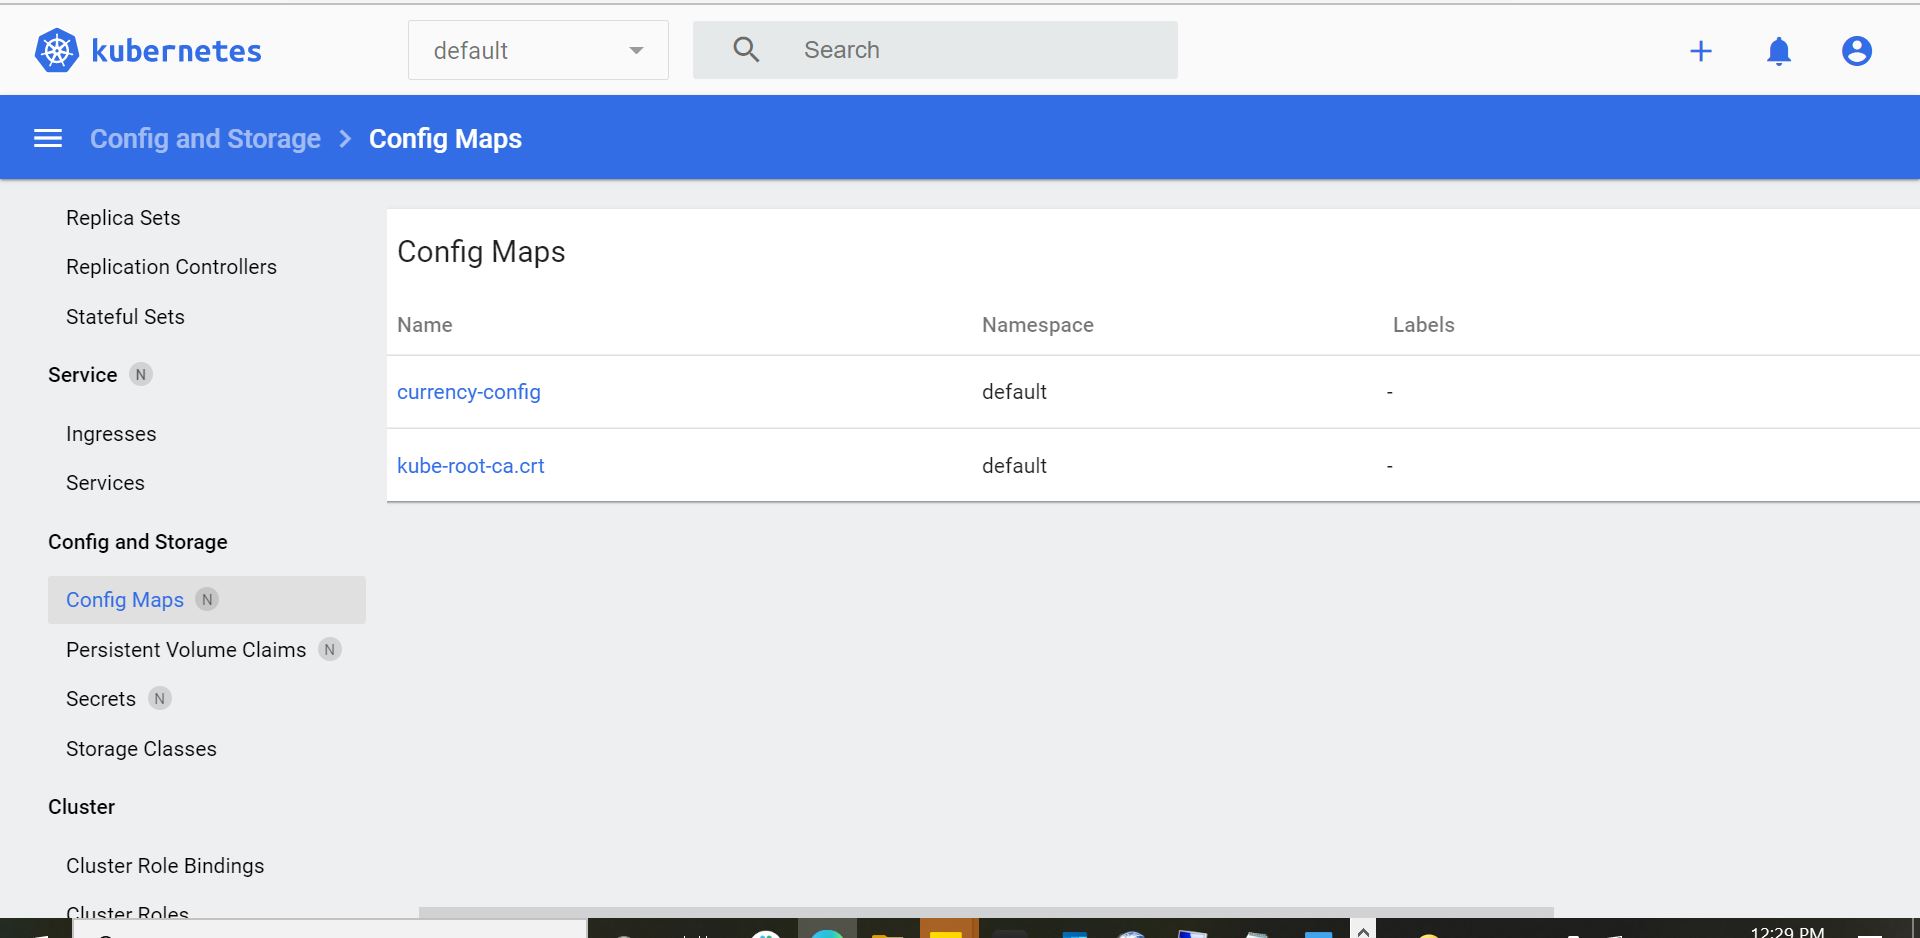 kubernetes
default
Search
Config and Storage > Config Maps
Replica Sets
Replication Controllers
Stateful Sets
Service N
Ingresses
Services
Config and Storage
Config Maps N
Persistent Volume Claims N
Secrets N
Storage Classes
Cluster
Cluster Role Bindings
Cluster Roles
Config Maps
Name Namespace Labels
currency-config default -
kube-root-ca.crt default -
12:29 PM